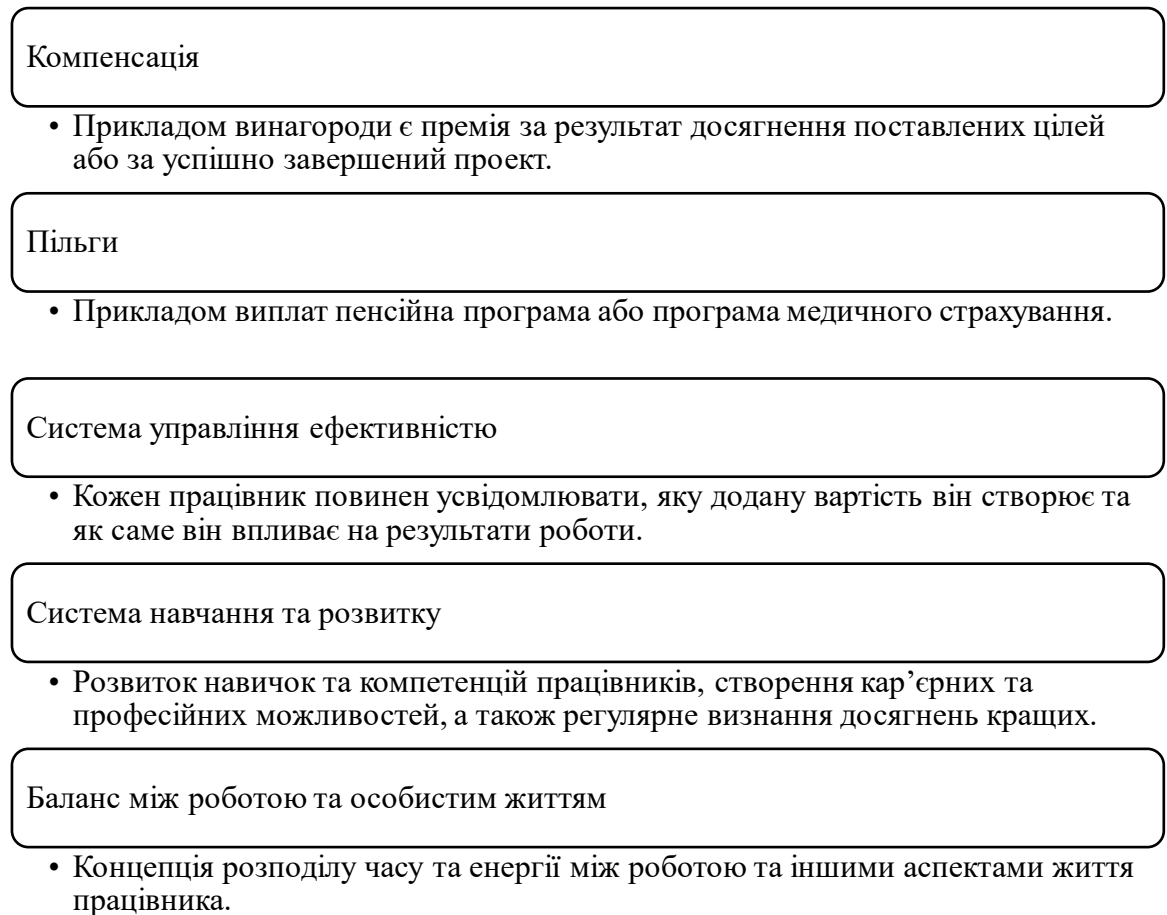 Компенсація
• Прикладом винагороди є премія за результат досягнення поставлених цілей
або за успішно завершений проект.
Пільги
• Прикладом виплат пенсійна програма або програма медичного страхування.
Система управління ефективністю
• Кожен працівник повинен усвідомлювати, яку додану вартість він створює та
як саме він впливає на результати роботи.
Система навчання та розвитку
• Розвиток навичок та компетенцій працівників, створення кар’єрних та
професійних можливостей, а також регулярне визнання досягнень кращих.
Баланс між роботою та особистим життям
• Концепція розподілу часу та енергії між роботою та іншими аспектами життя
працівника.